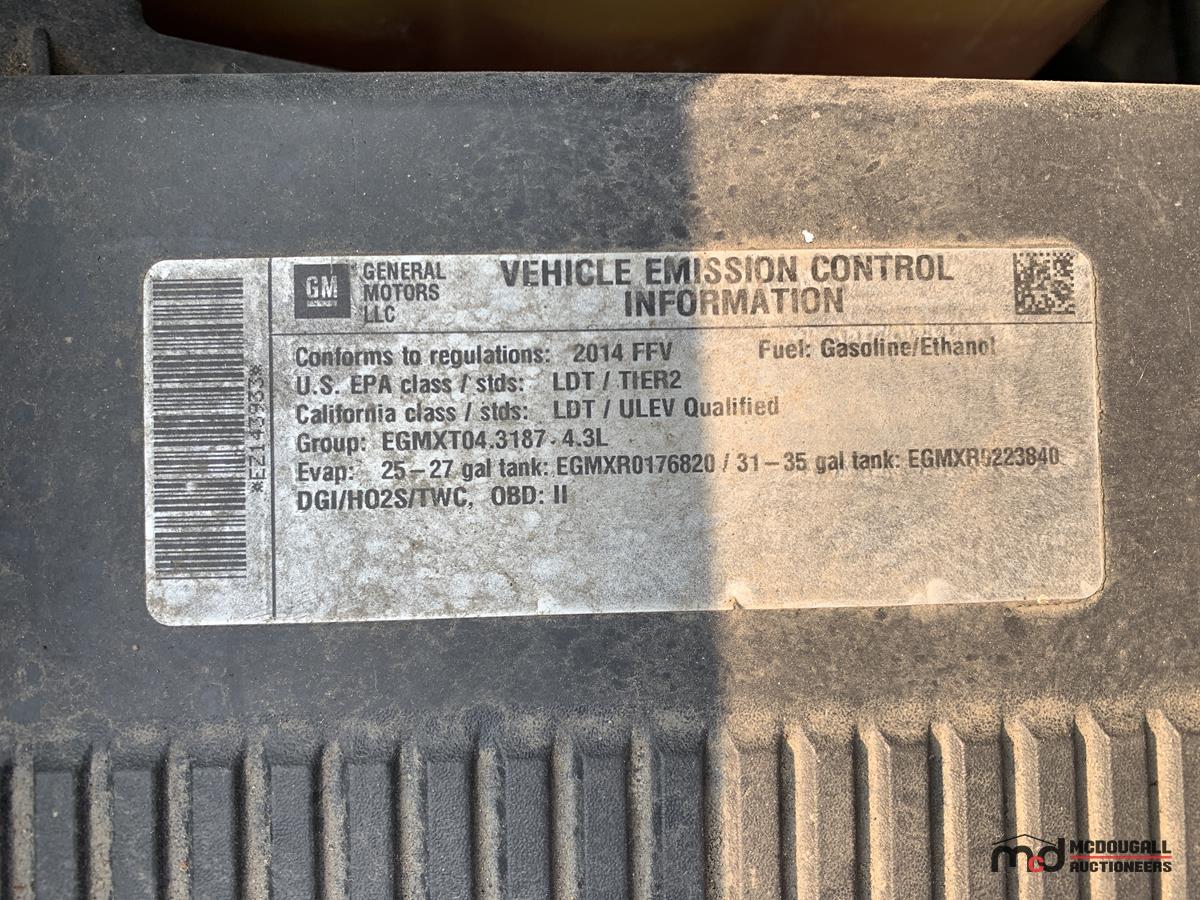 GM
GENERAL
MOTORS
LLC
VEHICLE EMISSION CONTROL
INFORMATION
Conforms to regulations: 2014 FFV Fuel: Gasoline/Ethanol
U.S. EPA class / stds: LDT / TIER2
California class / stds: LDT / ULEV Qualified
Group: EGMXT04.3187 4.3L
Evap: 25-27 gal tank: EGMXR0176820 / 31-35 gal tank: EGMXR0223840
DGI/HO2S/TWC, OBD: II
*EZ143933*
mcd MCDOUGALL
AUCTIONEERS